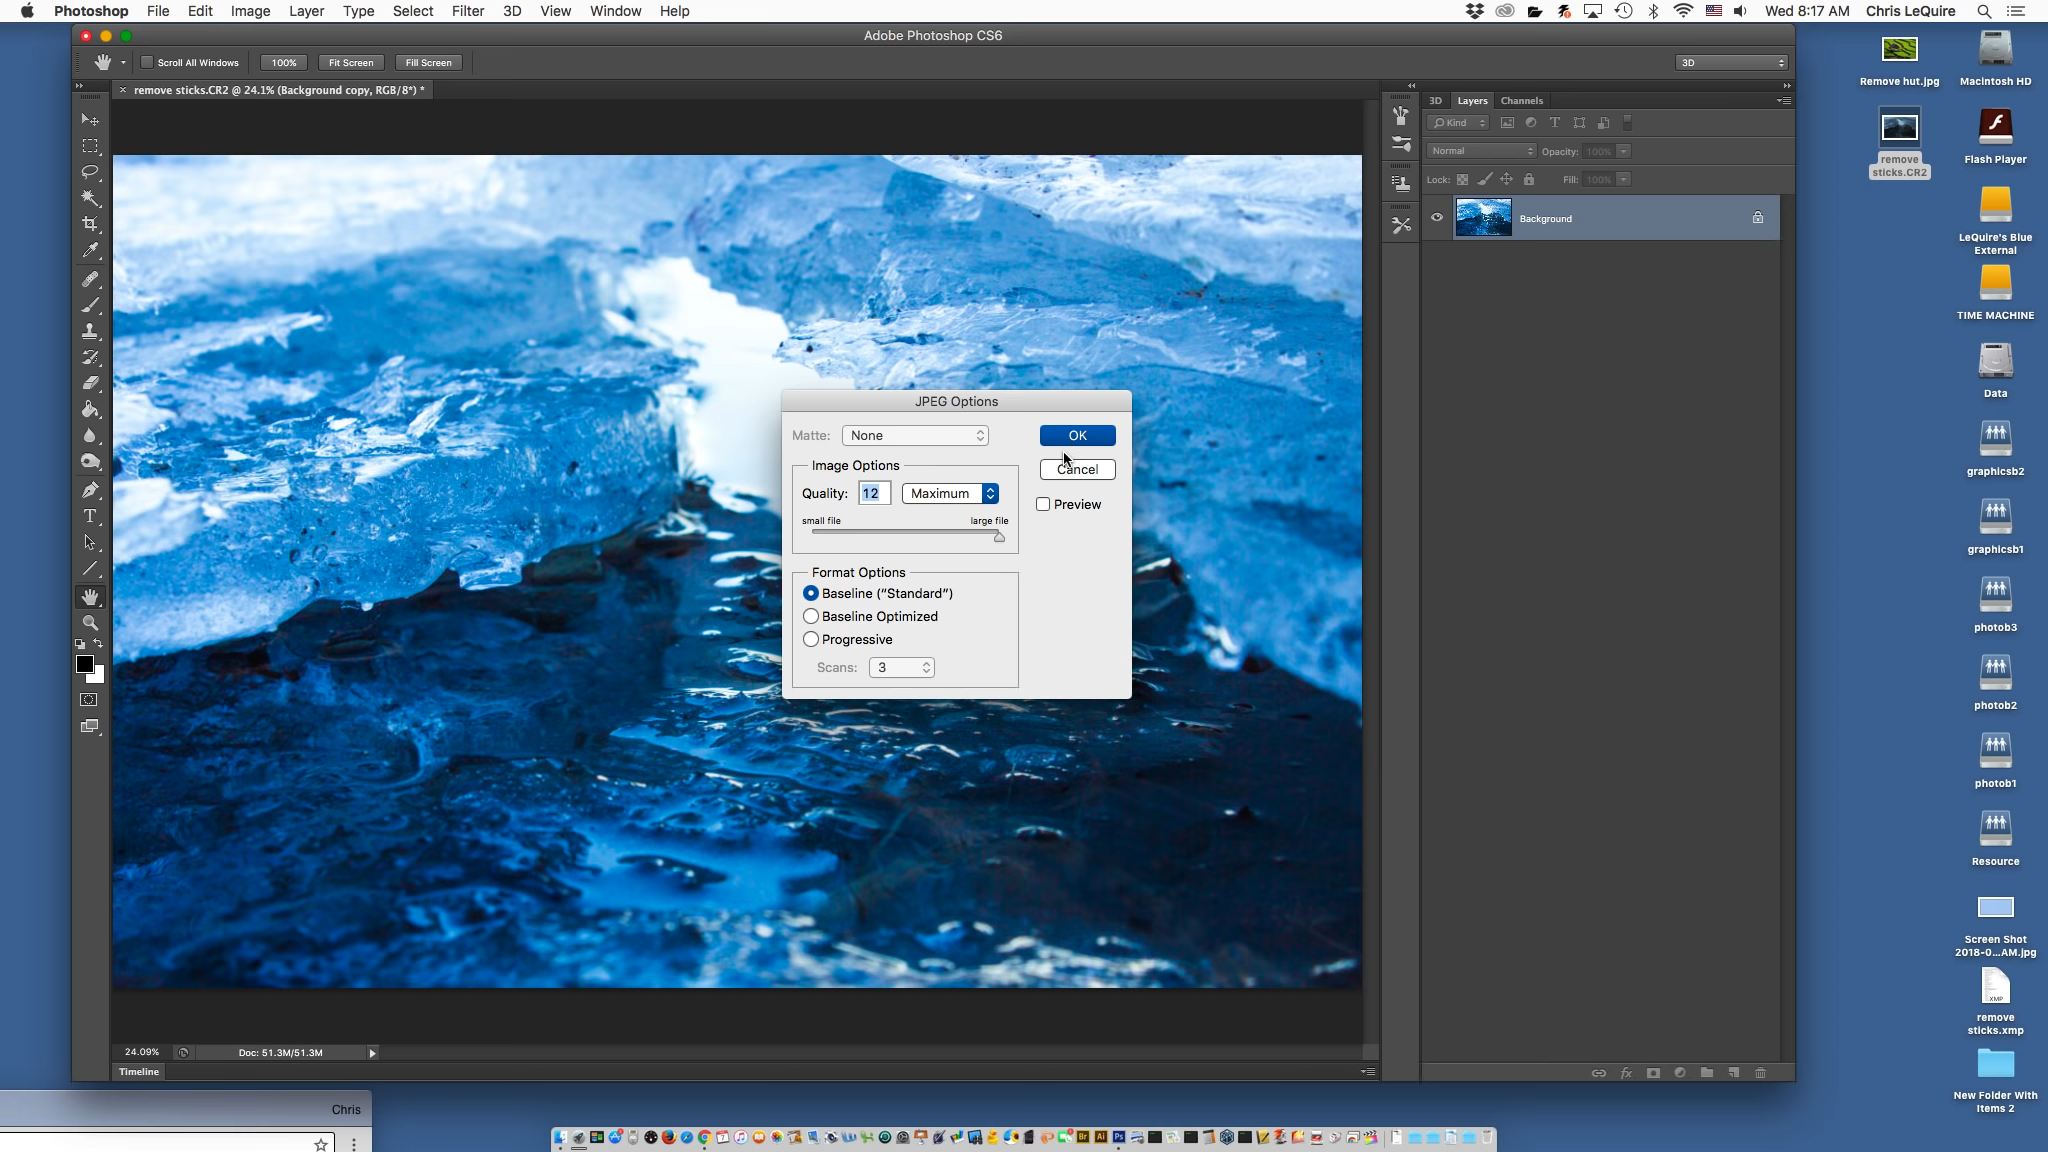 Photoshop File Edit Image Layer Type Select Filter 3D View Window Help Wed 8:17 AM Chris LeQuire
Adobe Photoshop CS6
Scroll All Windows 100% Fit Screen Fill Screen 3D
× remove sticks.CR2 @ 24.1% (Background copy, RGB/8*) *
3D Layers Channels
Kind
Normal Opacity: 100%
Lock: Fill: 100%
Background
JPEG Options
Matte: None OK
Cancel
Image Options
Quality: 12 Maximum
Preview
small file large file
Format Options
Baseline ("Standard")
Baseline Optimized
Progressive
Scans: 3
24.09% Doc: 51.3M/51.3M
Timeline
Chris
Remove hut.jpg
Macintosh HD
remove
sticks.CR2
Flash Player
LeQuire's Blue
External
TIME MACHINE
Data
graphicsb2
graphicsb1
photob3
photob2
photob1
Resource
Screen Shot
2018-0...AM.jpg
XMP
remove
sticks.xmp
New Folder With
Items 2
Br Ai Ps